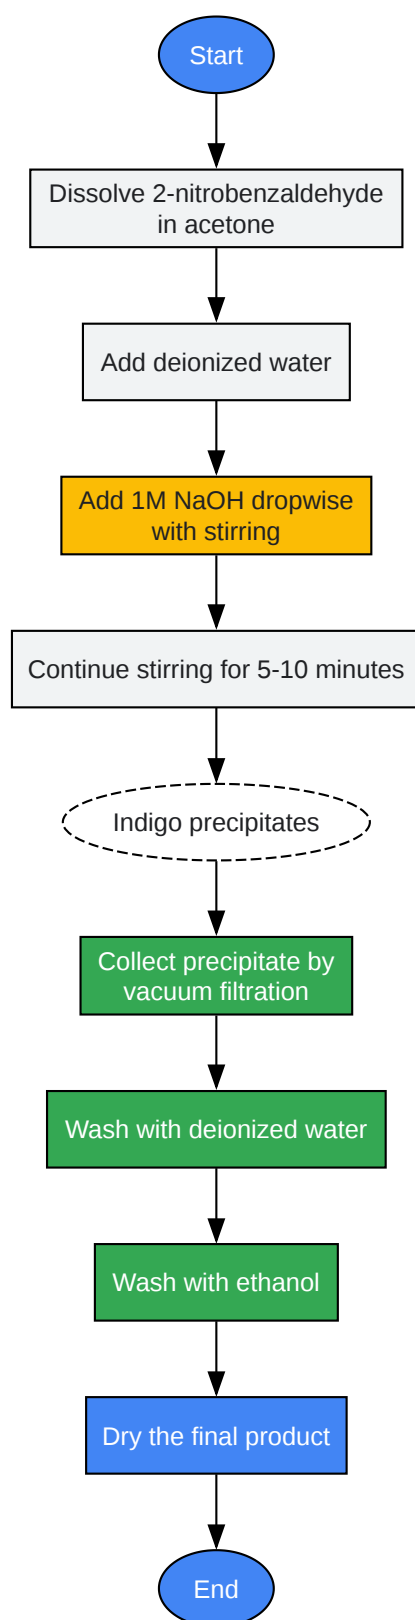 Start
Dissolve 2-nitrobenzaldehyde
in acetone
Add deionized water
Add 1M NaOH dropwise
with stirring
Continue stirring for 5-10 minutes
Indigo precipitates
Collect precipitate by
vacuum filtration
Wash with deionized water
Wash with ethanol
Dry the final product
End